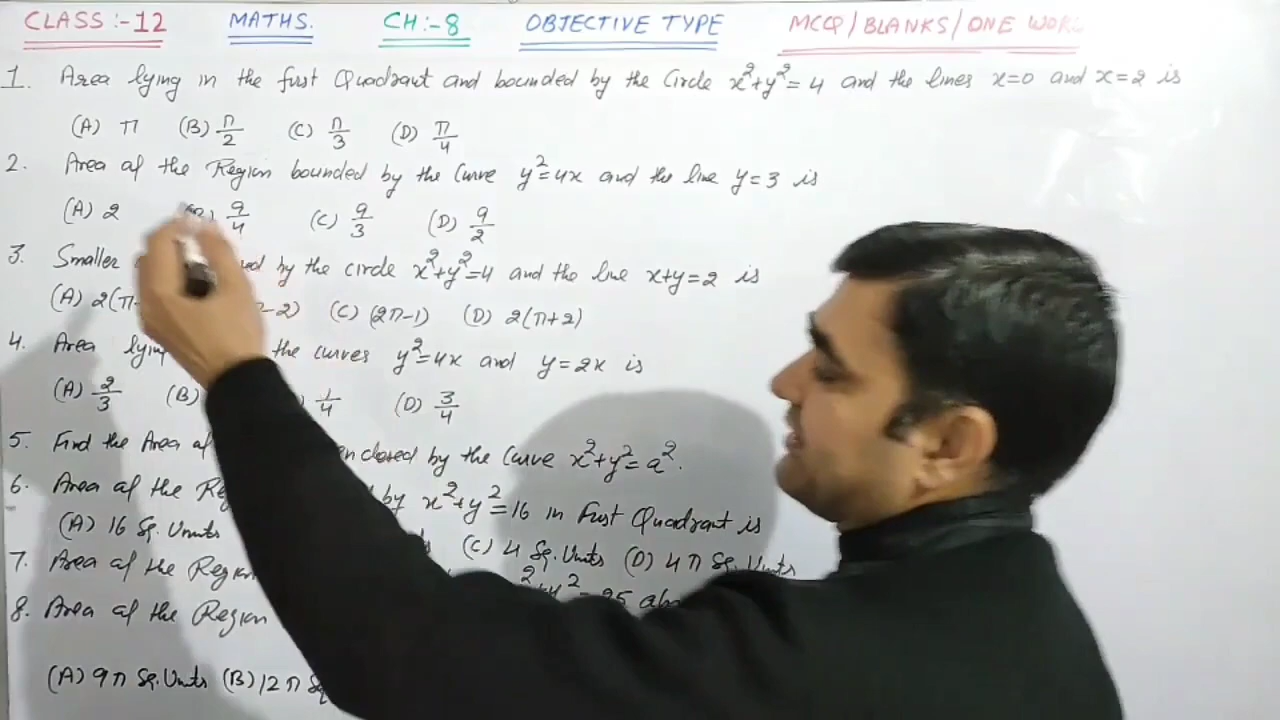 CLASS :-12 MATHS. CH:-8 OBJECTIVE TYPE MCQ/BLANKS/ONE
1. Area lying in the first Quadrant and bounded by the Circle x²+y²=4 and the lines x=0 and x=2 is
(A) π (B) π/2 (C) π/3 (D) π/4
2. Area of the Region bounded by the Curve y²=4x and the line y=3 is
(A) 2 9/4 (C) 9/3 (D) 9/2
3. Smaller by the circle x²+y²=4 and the line x+y=2 is
(A) 2(π -2) (C) (2π-1) (D) 2(π+2)
4. Area the curves y²=4x and y=2x is
(A) 2/3 (B) 1/4 (D) 3/4
5. Find the Area of enclosed by the Curve x²+y²=a².
6. Area of the by x²+y²=16 in First Quadrant is
(A) 16 Sq. Units (C) 4 Sq. Units (D) 4π Sq. Units
7. Area of the Region
8. Area of the Region
(A) 9π Sq. Units (B) 12π